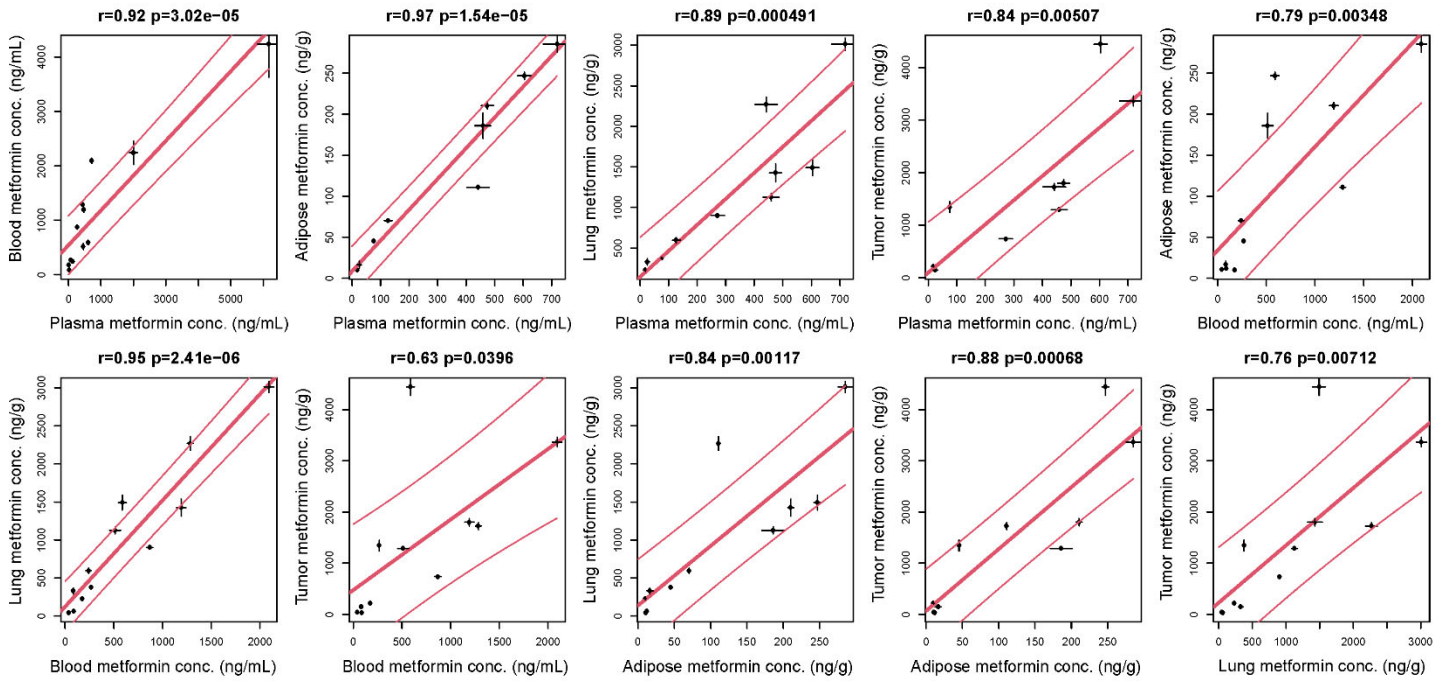 r=0.92 p=3.02e−05
Blood metformin conc. (ng/mL)
0 1000 2000 3000 4000
0 1000 3000 5000
Plasma metformin conc. (ng/mL)
r=0.97 p=1.54e−05
Adipose metformin conc. (ng/g)
0 50 100 150 200 250
0 100 200 300 400 500 600 700
Plasma metformin conc. (ng/mL)
r=0.89 p=0.000491
Lung metformin conc. (ng/g)
500 1000 1500 2000 2500 3000
0 100 200 300 400 500 600 700
Plasma metformin conc. (ng/mL)
r=0.84 p=0.00507
Tumor metformin conc. (ng/g)
0 1000 2000 3000 4000
0 100 200 300 400 500 600 700
Plasma metformin conc. (ng/mL)
r=0.79 p=0.00348
Adipose metformin conc. (ng/g)
0 50 100 150 200 250
0 500 1000 1500 2000
Blood metformin conc. (ng/mL)
r=0.95 p=2.41e−06
Lung metformin conc. (ng/g)
0 500 1000 1500 2000 2500 3000
0 500 1000 1500 2000
Blood metformin conc. (ng/mL)
r=0.63 p=0.0396
Tumor metformin conc. (ng/g)
0 1000 2000 3000 4000
0 500 1000 1500 2000
Blood metformin conc. (ng/mL)
r=0.84 p=0.00117
Lung metformin conc. (ng/g)
0 500 1000 1500 2000 2500 3000
0 50 100 150 200 250
Adipose metformin conc. (ng/g)
r=0.88 p=0.00068
Tumor metformin conc. (ng/g)
0 1000 2000 3000 4000
0 50 100 150 200 250
Adipose metformin conc. (ng/g)
r=0.76 p=0.00712
Tumor metformin conc. (ng/g)
0 1000 2000 3000 4000
0 1000 2000 3000
Lung metformin conc. (ng/g)